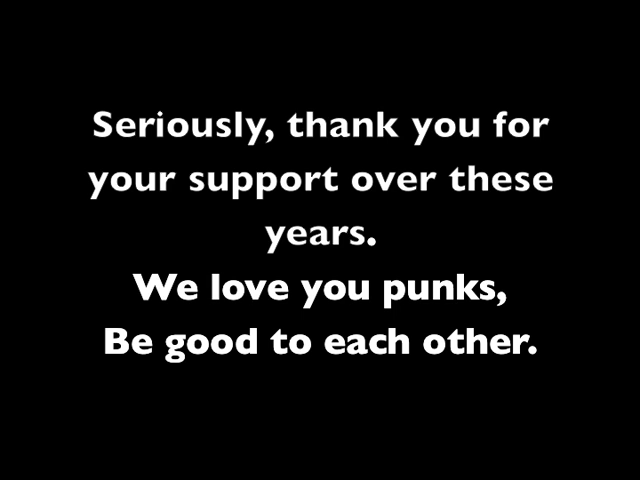 Seriously, thank you for
your support over these
years.
We love you punks,
Be good to each other.